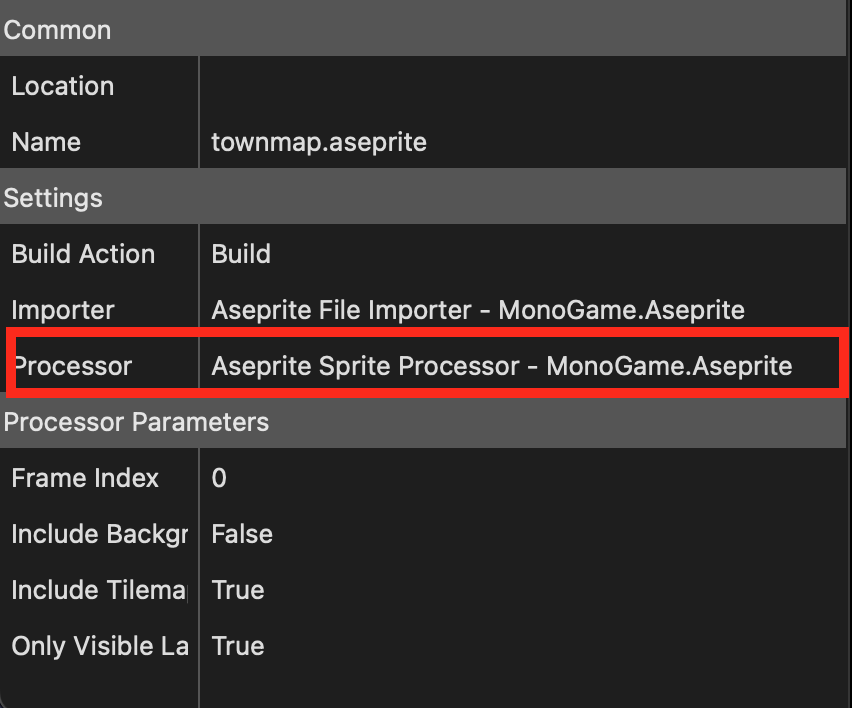 Common
Location
Name townmap.aseprite
Settings
Build Action Build
Importer Aseprite File Importer - MonoGame.Aseprite
Processor Aseprite Sprite Processor - MonoGame.Aseprite
Processor Parameters
Frame Index 0
Include Backgr False
Include Tilema True
Only Visible La True